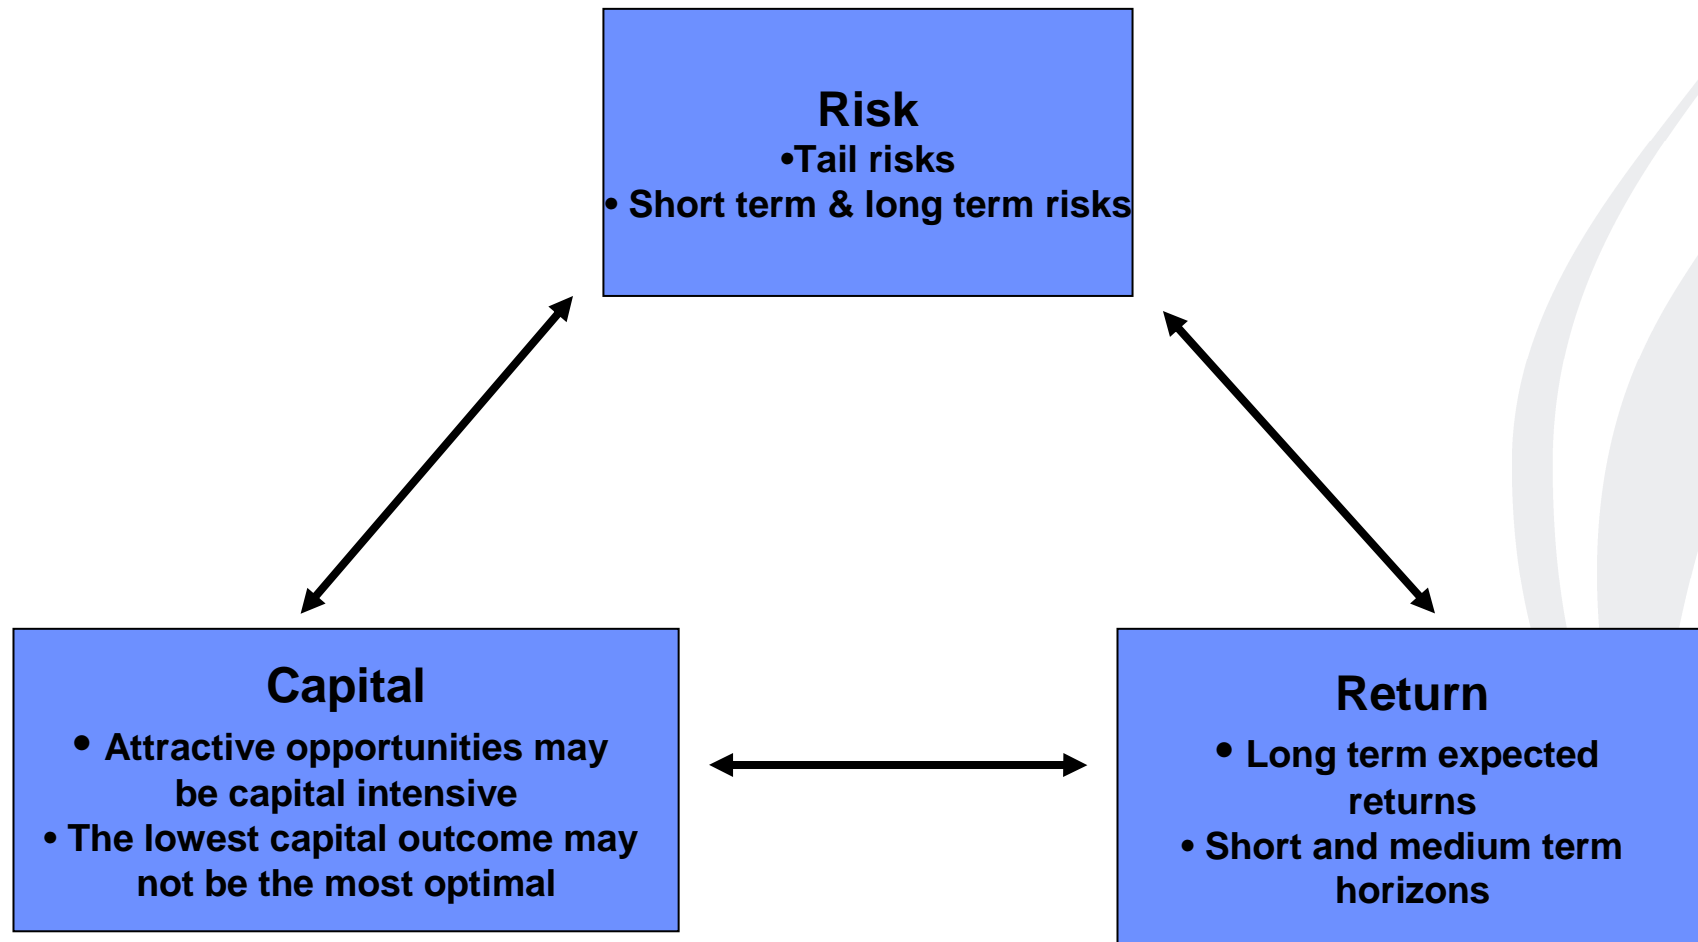 Risk
•Tail risks
• Short term & long term risks
Capital
• Attractive opportunities may
be capital intensive
• The lowest capital outcome may
not be the most optimal
Return
• Long term expected
returns
• Short and medium term
horizons